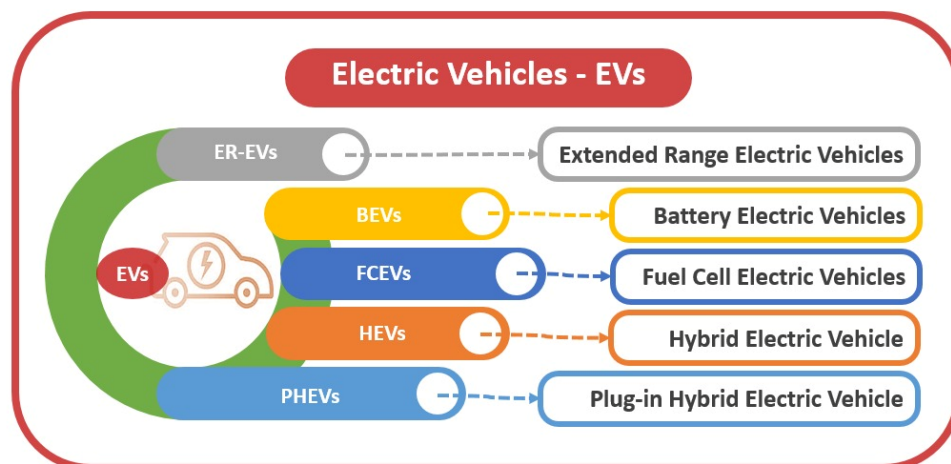 Electric Vehicles - EVs
ER-EVs
Extended Range Electric Vehicles
BEVs
Battery Electric Vehicles
EVs
FCEVs
Fuel Cell Electric Vehicles
HEVs
Hybrid Electric Vehicle
PHEVs
Plug-in Hybrid Electric Vehicle